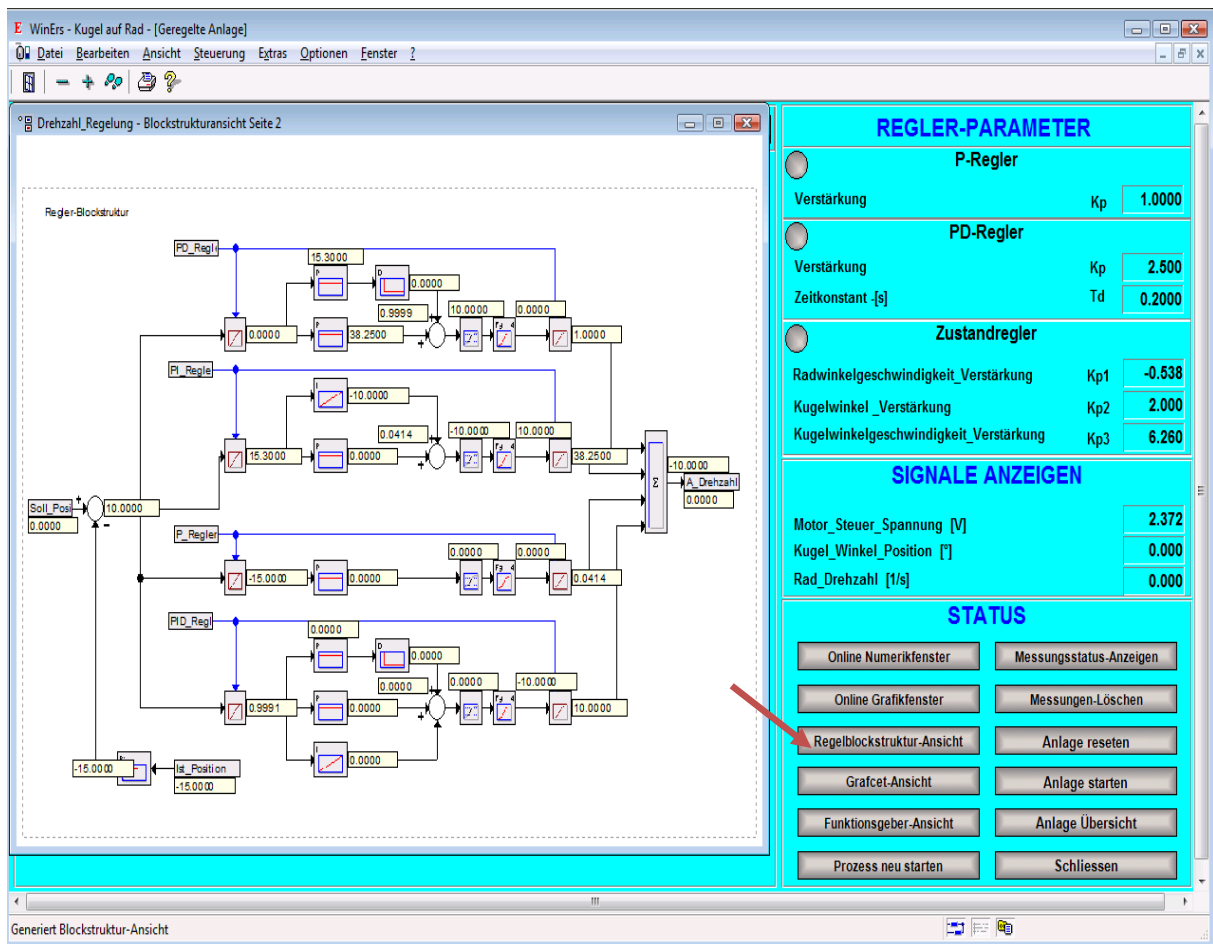 E WinErs - Kugel auf Rad - [Geregelte Anlage]
Datei Bearbeiten Ansicht Steuerung Extras Optionen Fenster ?
Drehzahl_Regelung - Blockstrukturansicht Seite 2
Regler-Blockstruktur
PD_Regle
15.3000
P
D
0.0000
0.9999
10.0000
0.0000
0.0000
P
38.2500
1.0000
PI_Regle
I
-10.0000
0.0414
-10.0000
10.0000
15.3000
P
0.0000
38.2500
Σ
-10.0000
A_Drehzahl
0.0000
Soll_Posi
10.0000
0.0000
P_Regler
0.0000
0.0000
-15.0000
P
0.0000
0.0414
PID_Regl
0.0000
P
D
0.0000
0.0000
0.0000
-10.0000
0.9991
P
0.0000
10.0000
I
0.0000
-15.0000
Ist_Position
-15.0000
REGLER-PARAMETER
P-Regler
Verstärkung Kp 1.0000
PD-Regler
Verstärkung Kp 2.500
Zeitkonstant -[s] Td 0.2000
Zustandregler
Radwinkelgeschwindigkeit_Verstärkung Kp1 -0.538
Kugelwinkel _Verstärkung Kp2 2.000
Kugelwinkelgeschwindigkeit_Verstärkung Kp3 6.260
SIGNALE ANZEIGEN
Motor_Steuer_Spannung [V] 2.372
Kugel_Winkel_Position [°] 0.000
Rad_Drehzahl [1/s] 0.000
STATUS
Online Numerikfenster Messungsstatus-Anzeigen
Online Grafikfenster Messungen-Löschen
Regelblockstruktur-Ansicht Anlage reseten
Grafcet-Ansicht Anlage starten
Funktionsgeber-Ansicht Anlage Übersicht
Prozess neu starten Schliessen
Generiert Blockstruktur-Ansicht